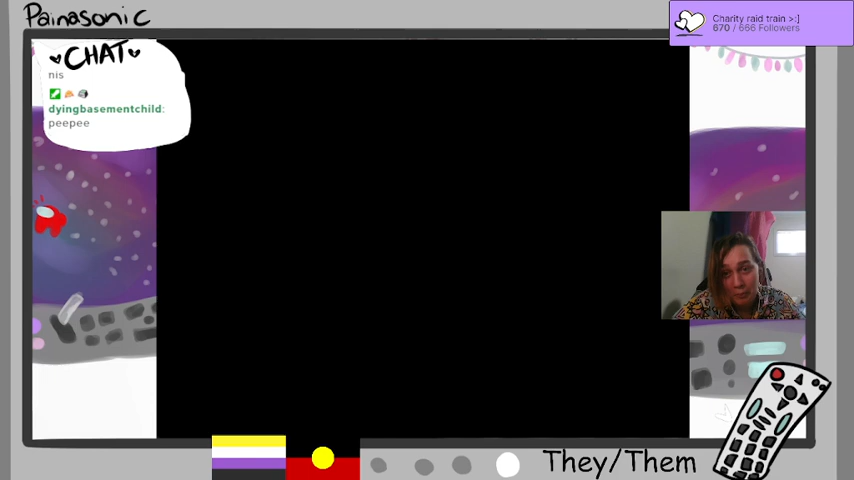 Painasonic
Charity raid train >:]
670 / 666 Followers
CHAT
nis
dyingbasementchild:
peepee
They/Them